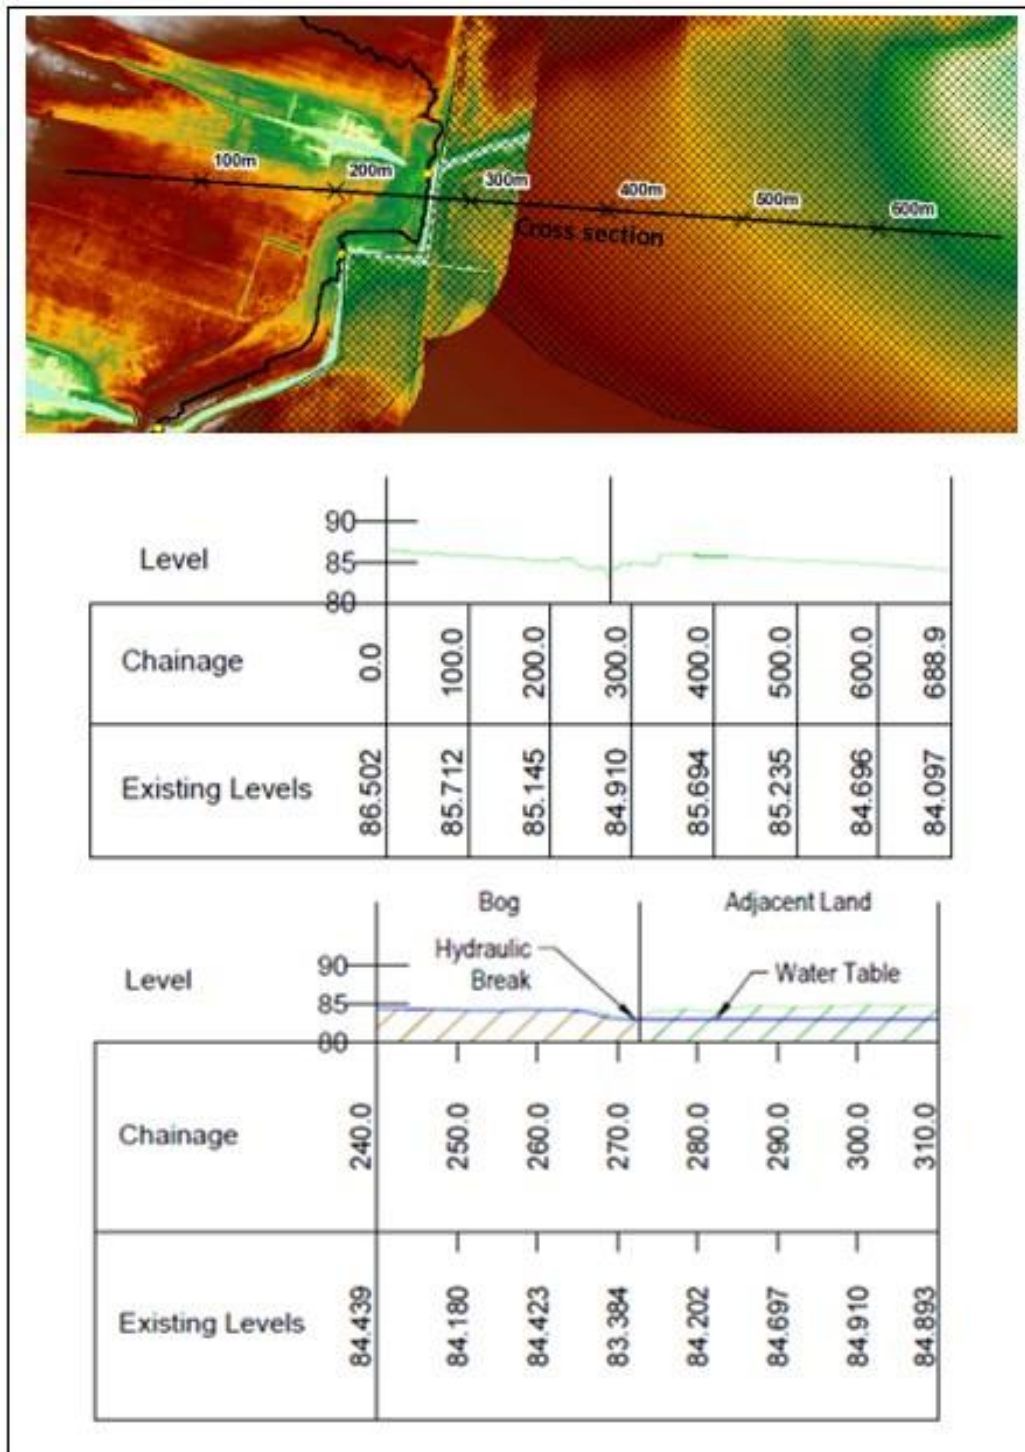 100m
200m
300m
400m
500m
600m
Cross section
90
Level
85
80
Chainage 0.0 100.0 200.0 300.0 400.0 500.0 600.0 688.9
Existing Levels 86.502 85.712 85.145 84.910 85.694 85.235 84.696 84.097
Bog Adjacent Land
Hydraulic
Break
Water Table
90
Level
85
80
Chainage 240.0 250.0 260.0 270.0 280.0 290.0 300.0 310.0
Existing Levels 84.439 84.180 84.423 83.384 84.202 84.697 84.910 84.893